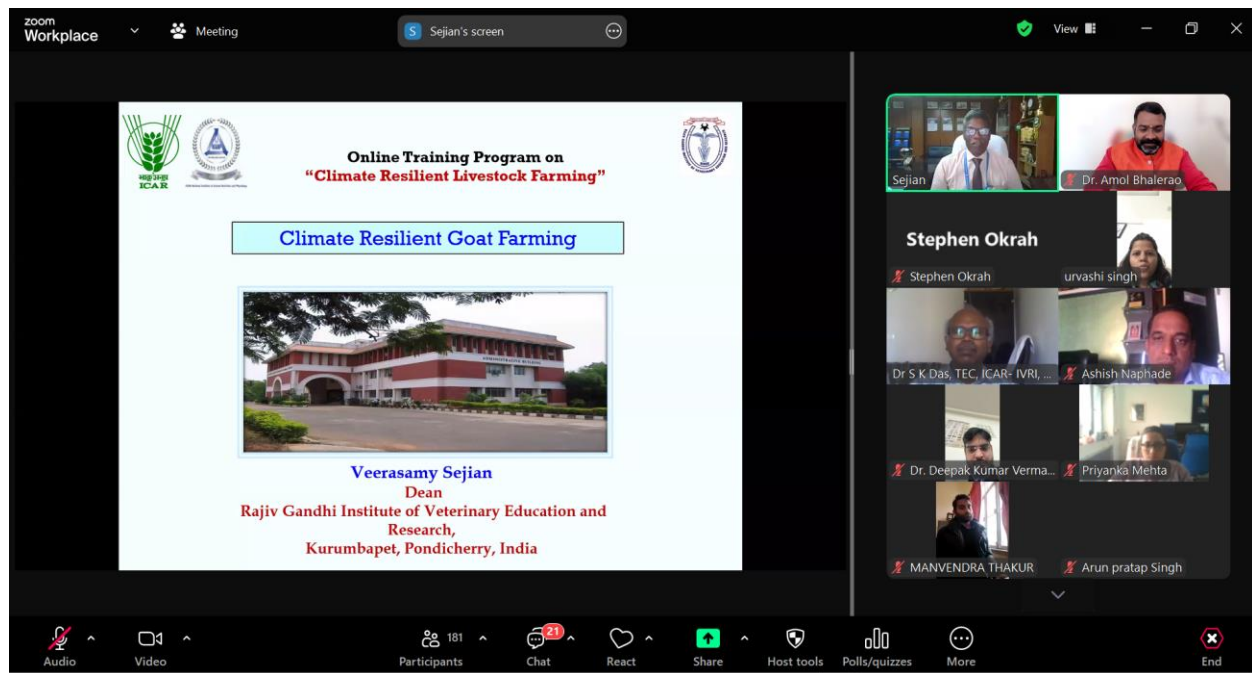 zoom
Workplace
Meeting
S Sejian's screen
View
ICAR
Online Training Program on
“Climate Resilient Livestock Farming”
Climate Resilient Goat Farming
ADMINISTRATIVE BUILDING
Veerasamy Sejian
Dean
Rajiv Gandhi Institute of Veterinary Education and
Research,
Kurumbapet, Pondicherry, India
Sejian
Dr. Amol Bhalerao
Stephen Okrah
Stephen Okrah
urvashi singh
Dr S K Das, TEC, ICAR- IVRI, ...
Ashish Naphade
Dr. Deepak Kumar Verma...
Priyanka Mehta
MANVENDRA THAKUR
Arun pratap Singh
Audio
Video
181
Participants
21
Chat
React
Share
Host tools
Polls/quizzes
More
End